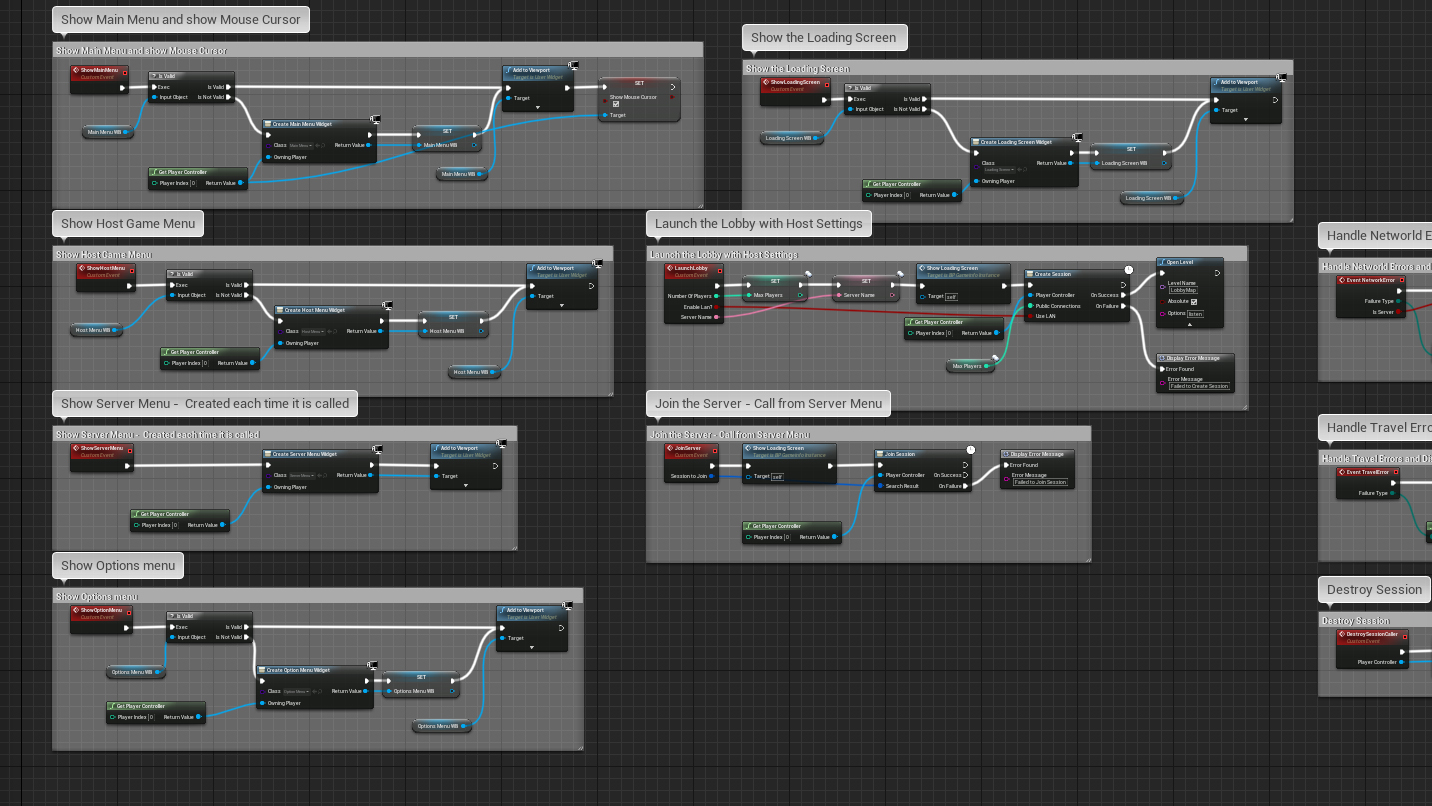 Show Main Menu and show Mouse Cursor
Show Main Menu and show Mouse Cursor
ShowMainMenu
Custom Event
Is Valid
Exec
Is Valid
Input Object
Is Not Valid
Main Menu WB
Create Main Menu Widget
Class
Main Menu
Return Value
Owning Player
Get Player Controller
Player Index 0
Return Value
SET
Main Menu WB
Main Menu WB
Add to Viewport
Target is User Widget
Target
SET
Show Mouse Cursor
Target
Show the Loading Screen
Show the Loading Screen
ShowLoadingScreen
Custom Event
Is Valid
Exec
Is Valid
Input Object
Is Not Valid
Loading Screen WB
Create Loading Screen Widget
Class
Return Value
Loading Screen
Owning Player
Get Player Controller
Player Index 0
Return Value
SET
Loading Screen WB
Loading Screen WB
Add to Viewport
Target is User Widget
Target
Show Host Game Menu
Show Host Game Menu
ShowHostMenu
Custom Event
Is Valid
Exec
Is Valid
Input Object
Is Not Valid
Host Menu WB
Create Host Menu Widget
Class
Host Menu
Return Value
Owning Player
Get Player Controller
Player Index 0
Return Value
SET
Host Menu WB
Host Menu WB
Add to Viewport
Target is User Widget
Target
Launch the Lobby with Host Settings
Launch the Lobby with Host Settings
LaunchLobby
Custom Event
Number Of Players
Enable Lan?
Server Name
SET
Max Players
SET
Server Name
Show Loading Screen
Target is BP GameInfo Instance
Target self
Get Player Controller
Player Index 0
Return Value
Max Players
Create Session
Player Controller
On Success
Public Connections
On Failure
Use LAN
Open Level
Level Name
LobbyMap
Absolute
Options listen
Display Error Message
Error Found
Error Message
Failed to Create Session
Handle Networld E
Handle Network Errors and
Event NetworkError
Failure Type
Is Server
Show Server Menu - Created each time it is called
Show Server Menu - Created each time it is called
ShowServerMenu
Custom Event
Create Server Menu Widget
Class
Server Menu
Return Value
Owning Player
Get Player Controller
Player Index 0
Return Value
Add to Viewport
Target is User Widget
Target
Join the Server - Call from Server Menu
Join the Server - Call from Server Menu
JoinServer
Custom Event
Session to Join
Show Loading Screen
Target is BP GameInfo Instance
Target self
Get Player Controller
Player Index 0
Return Value
Join Session
Player Controller
On Success
Search Result
On Failure
Display Error Message
Error Found
Error Message
Failed to Join Session
Handle Travel Erro
Handle Travel Errors and Di
Event TravelError
Failure Type
Show Options menu
Show Options menu
ShowOptionMenu
Custom Event
Is Valid
Exec
Is Valid
Input Object
Is Not Valid
Options Menu WB
Create Option Menu Widget
Class
Option Menu
Return Value
Owning Player
Get Player Controller
Player Index 0
Return Value
SET
Options Menu WB
Options Menu WB
Add to Viewport
Target is User Widget
Target
Destroy Session
Destroy Session
DestroySessionCaller
Custom Event
Player Controller